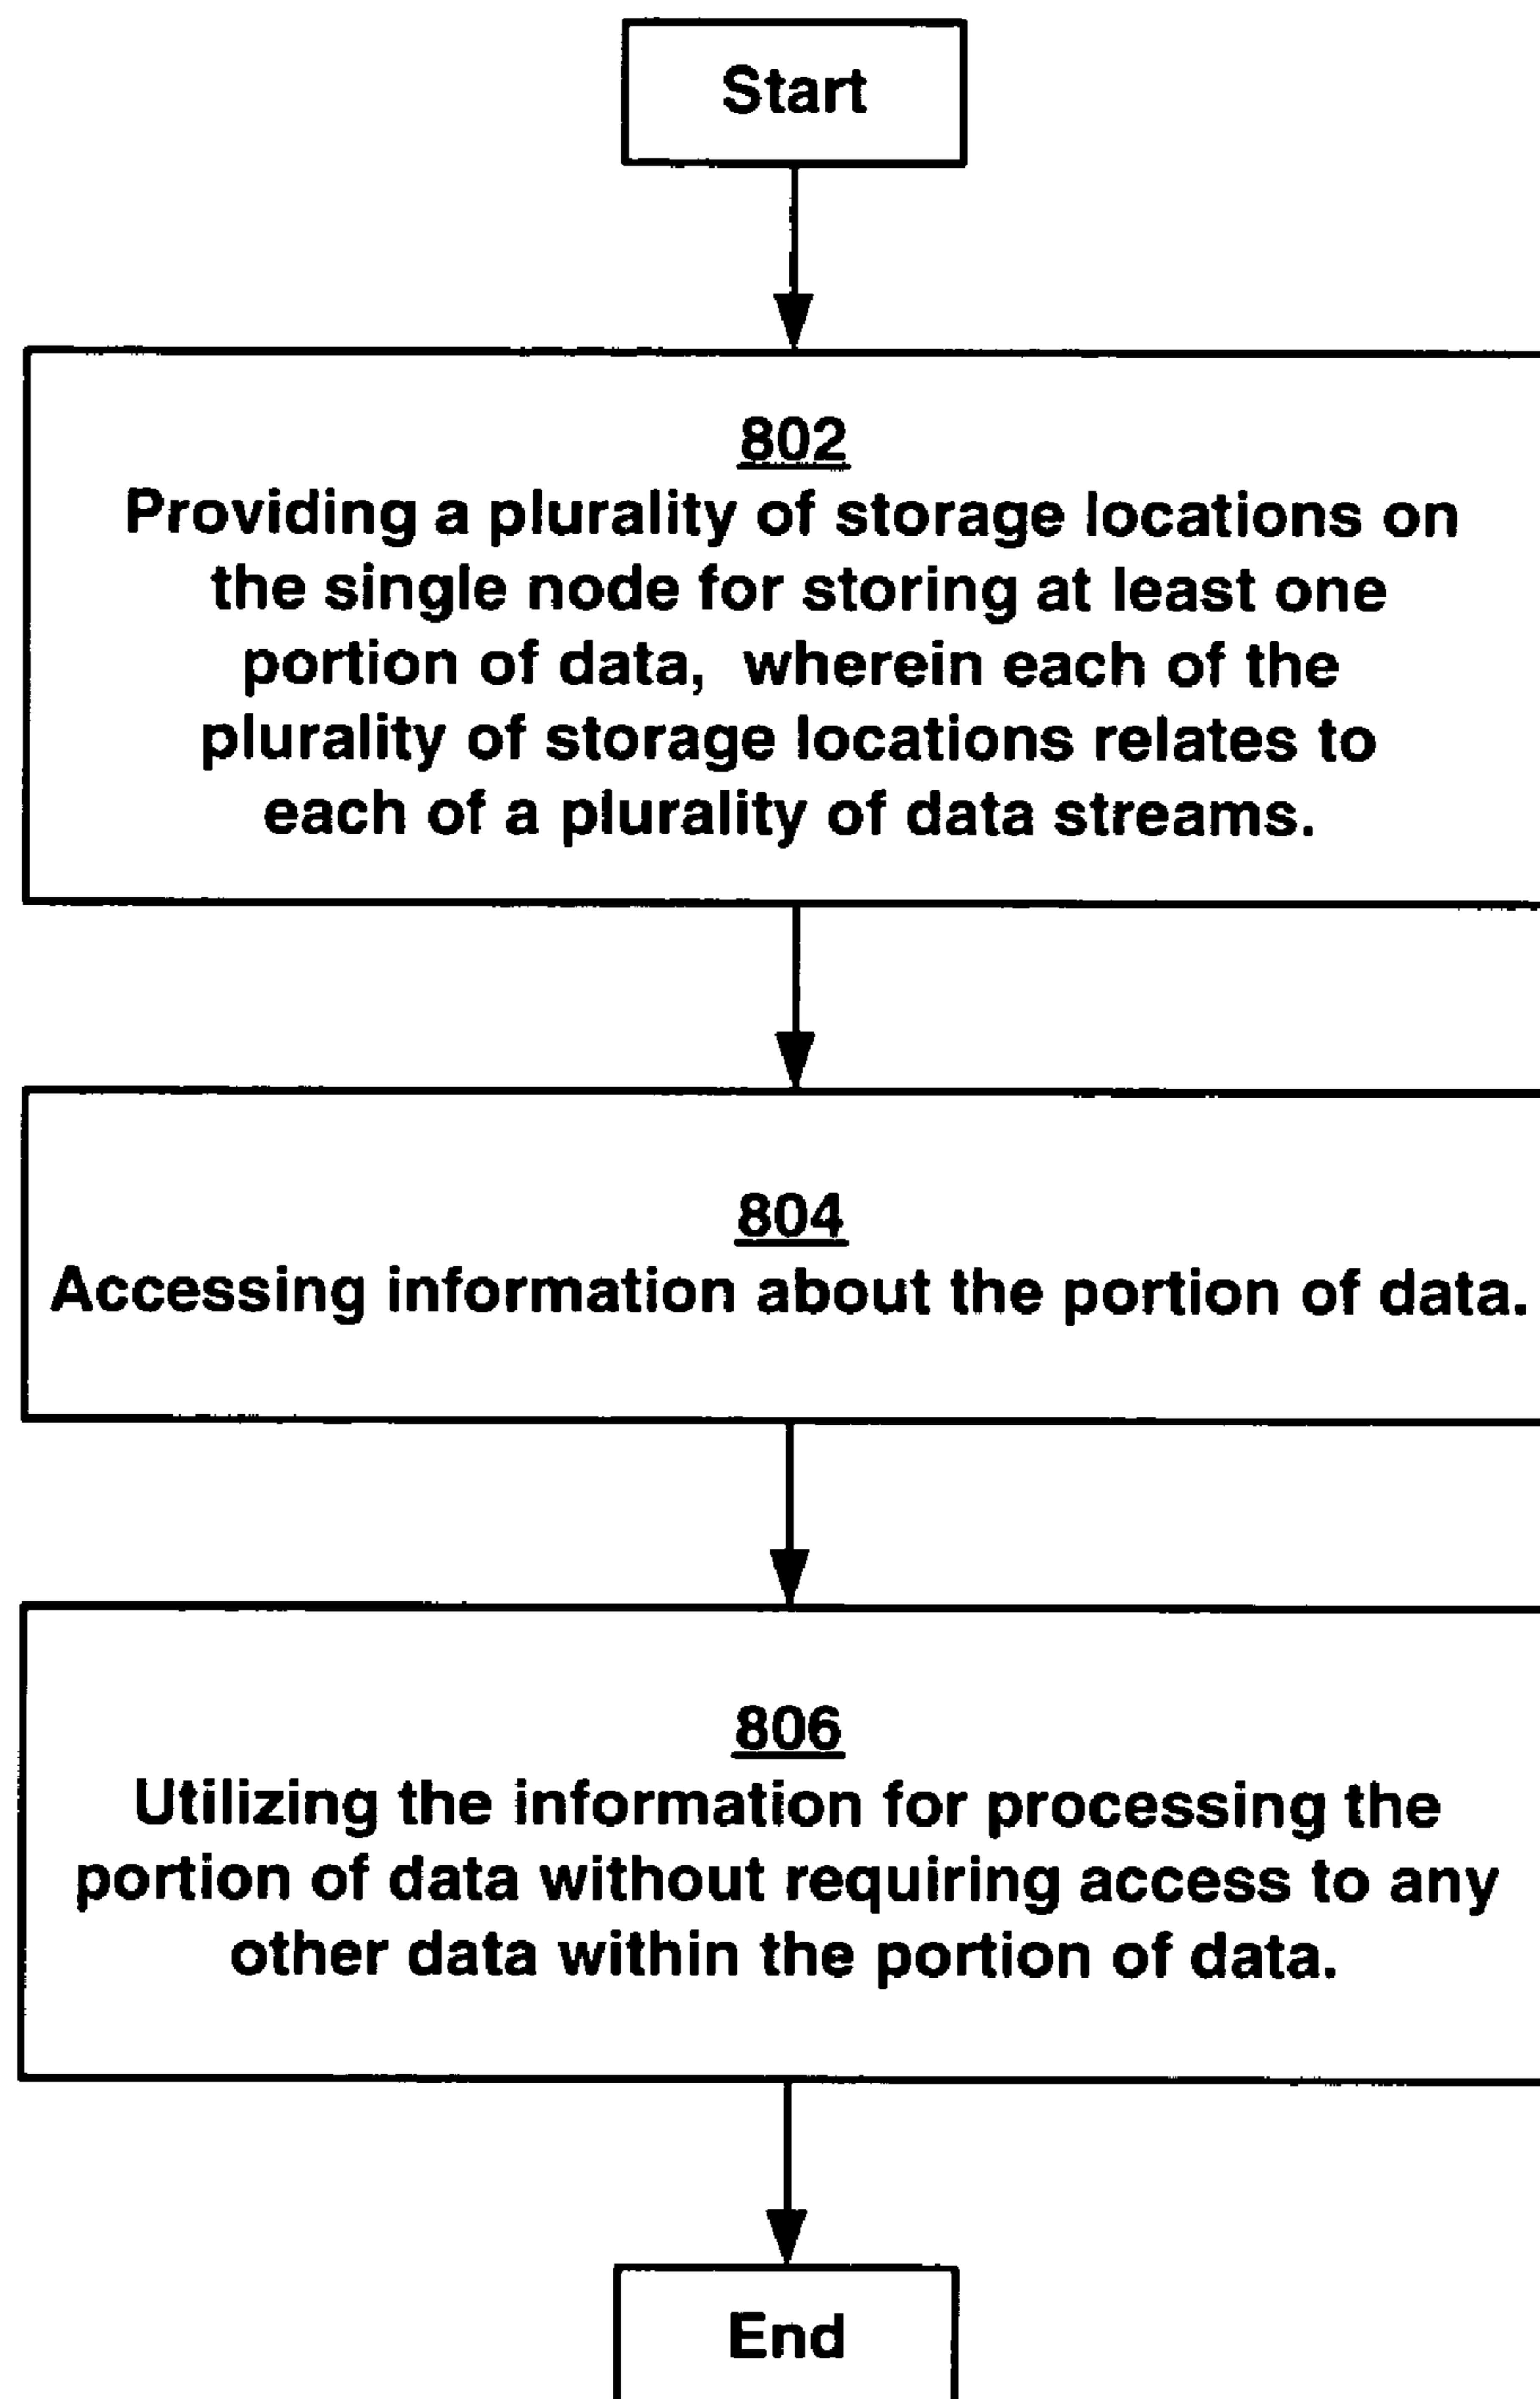 Start
802
Providing a plurality of storage locations on
the single node for storing at least one
portion of data, wherein each of the
plurality of storage locations relates to
each of a plurality of data streams.
804
Accessing information about the portion of data.
806
Utilizing the information for processing the
portion of data without requiring access to any
other data within the portion of data.
End